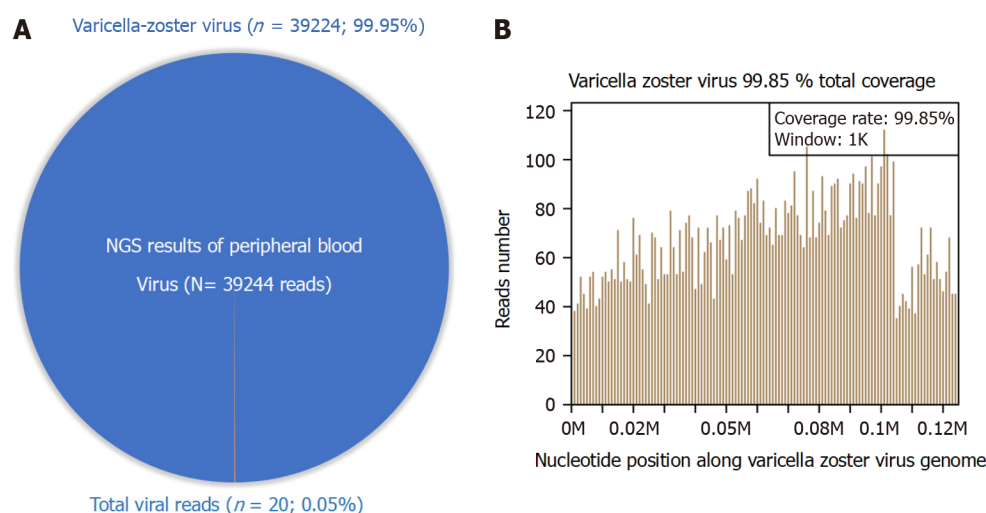 A
Varicella-zoster virus (n = 39224; 99.95%)
NGS results of peripheral blood
Virus (N= 39244 reads)
Total viral reads (n = 20; 0.05%)
B
Varicella zoster virus 99.85 % total coverage
Coverage rate: 99.85%
Window: 1K
Reads number
120
100
80
60
40
20
0
0M 0.02M 0.05M 0.08M 0.1M 0.12M
Nucleotide position along varicella zoster virus genome